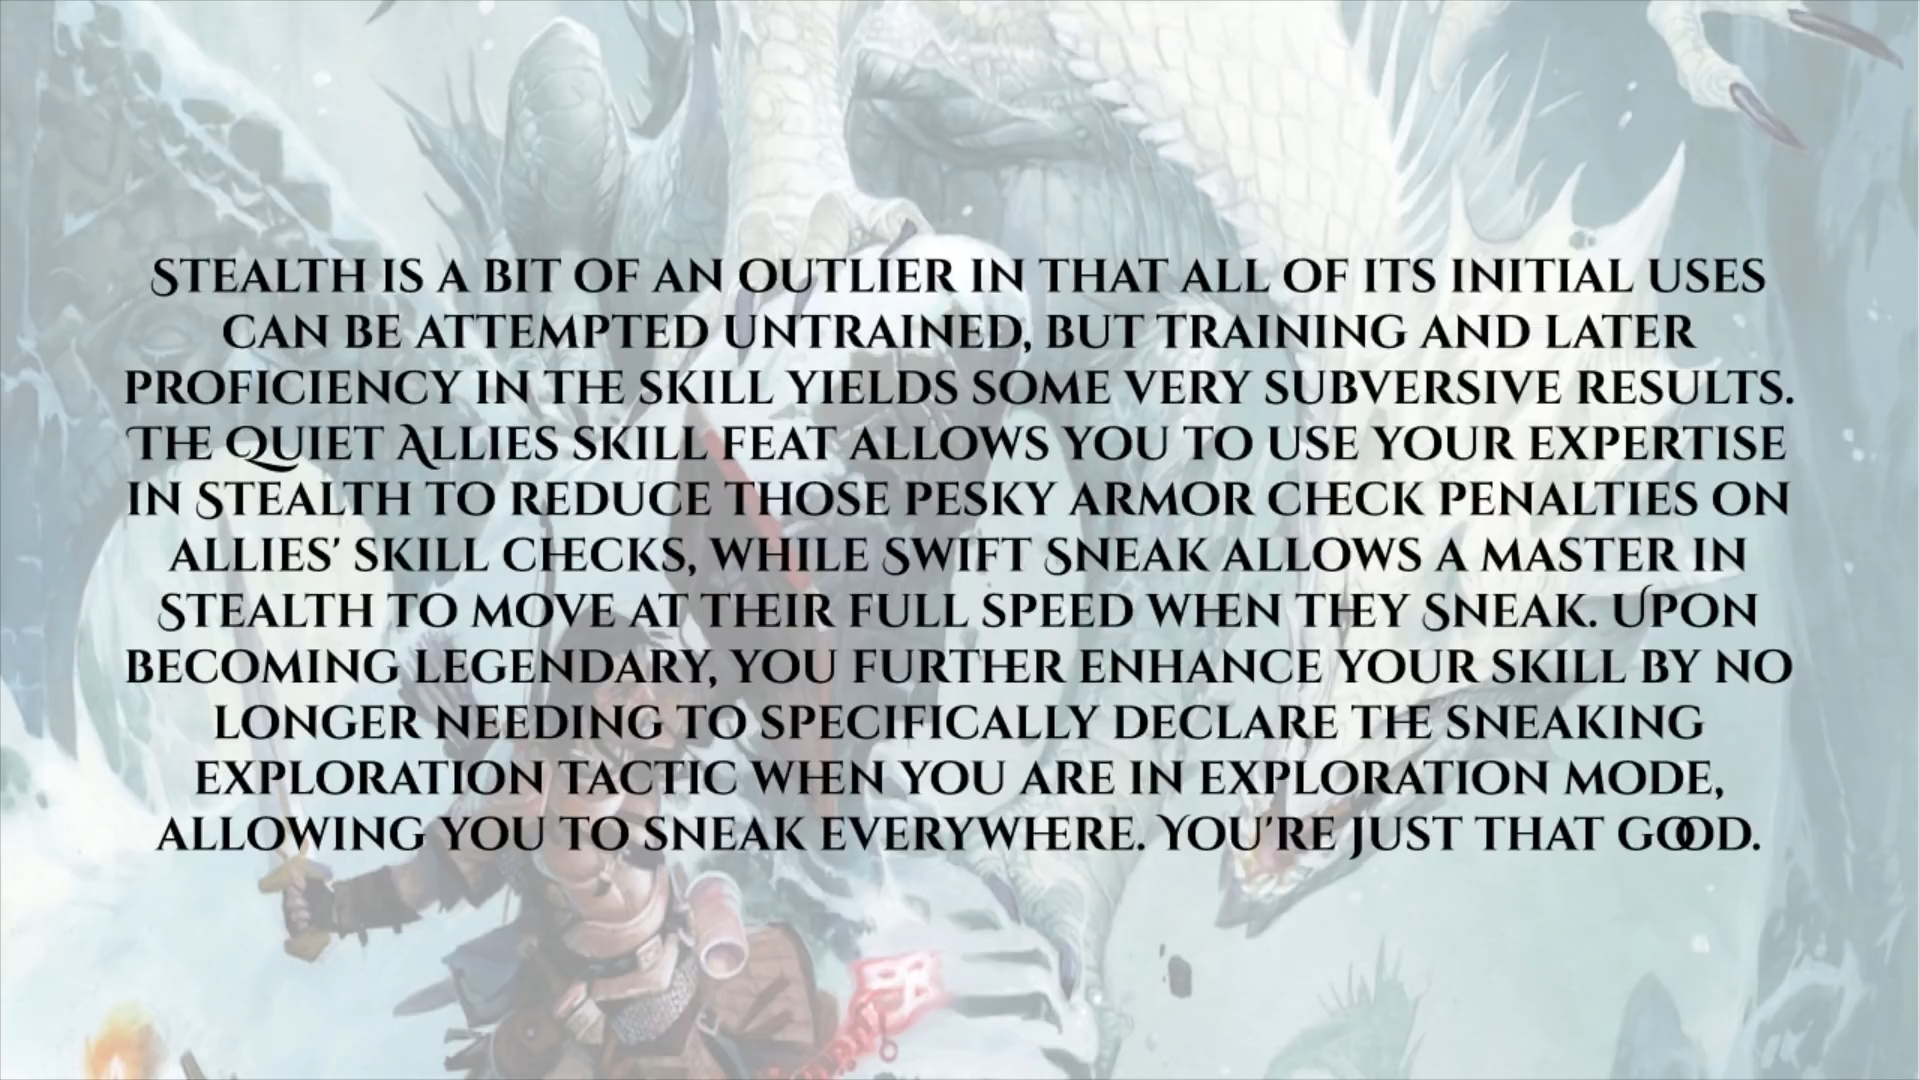 Stealth is a bit of an outlier in that all of its initial uses
can be attempted untrained, but training and later
proficiency in the skill yields some very subversive results.
The Quiet Allies skill feat allows you to use your expertise
in Stealth to reduce those pesky armor check penalties on
allies' skill checks, while Swift Sneak allows a master in
Stealth to move at their full speed when they Sneak. Upon
becoming legendary, you further enhance your skill by no
longer needing to specifically declare the sneaking
exploration tactic when you are in exploration mode,
allowing you to sneak everywhere. You're just that good.